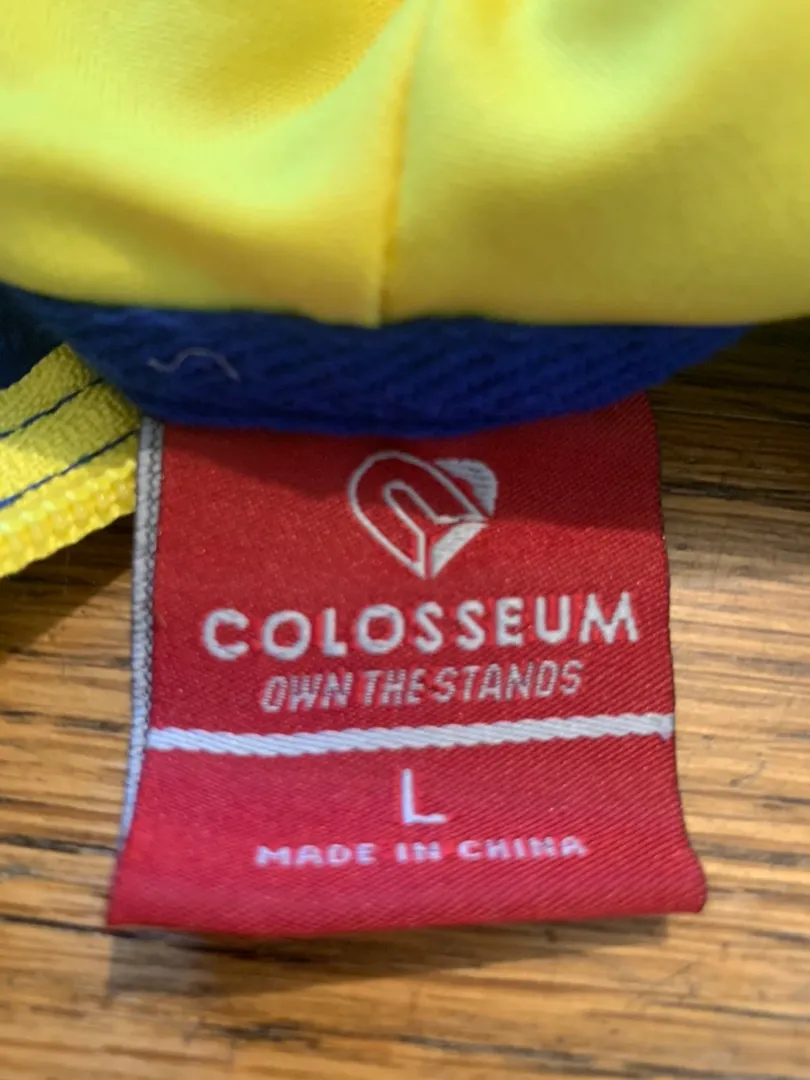 COLOSSEUM
OWN THE STANDS
L
MADE IN CHINA